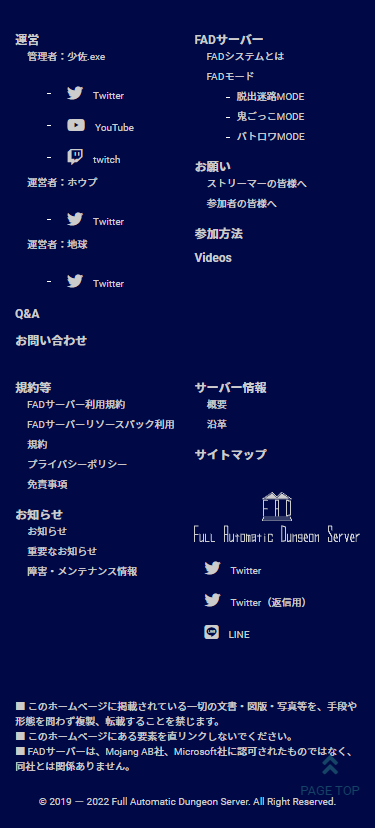 運営
管理者：少佐.exe
- Twitter
- YouTube
- twitch
運営者：ホウプ
- Twitter
運営者：地球
- Twitter
Q&A
お問い合わせ
FADサーバー
FADシステムとは
FADモード
- 脱出迷路MODE
- 鬼ごっこMODE
- バトロワMODE
お願い
ストリーマーの皆様へ
参加者の皆様へ
参加方法
Videos
規約等
FADサーバー利用規約
FADサーバーリソースパック利用
規約
プライバシーポリシー
免責事項
お知らせ
お知らせ
重要なお知らせ
障害・メンテナンス情報
サーバー情報
概要
沿革
サイトマップ
FAD
Full Automatic Dungeon Server
Twitter
Twitter（返信用）
LINE
■ このホームページに掲載されている一切の文書・図版・写真等を、手段や
形態を問わず複製、転載することを禁じます。
■ このホームページにある要素を直リンクしないでください。
■ FADサーバーは、Mojang AB社、Microsoft社に認可されたものではなく、
同社とは関係ありません。
PAGE TOP
© 2019 ー 2022 Full Automatic Dungeon Server. All Right Reserved.